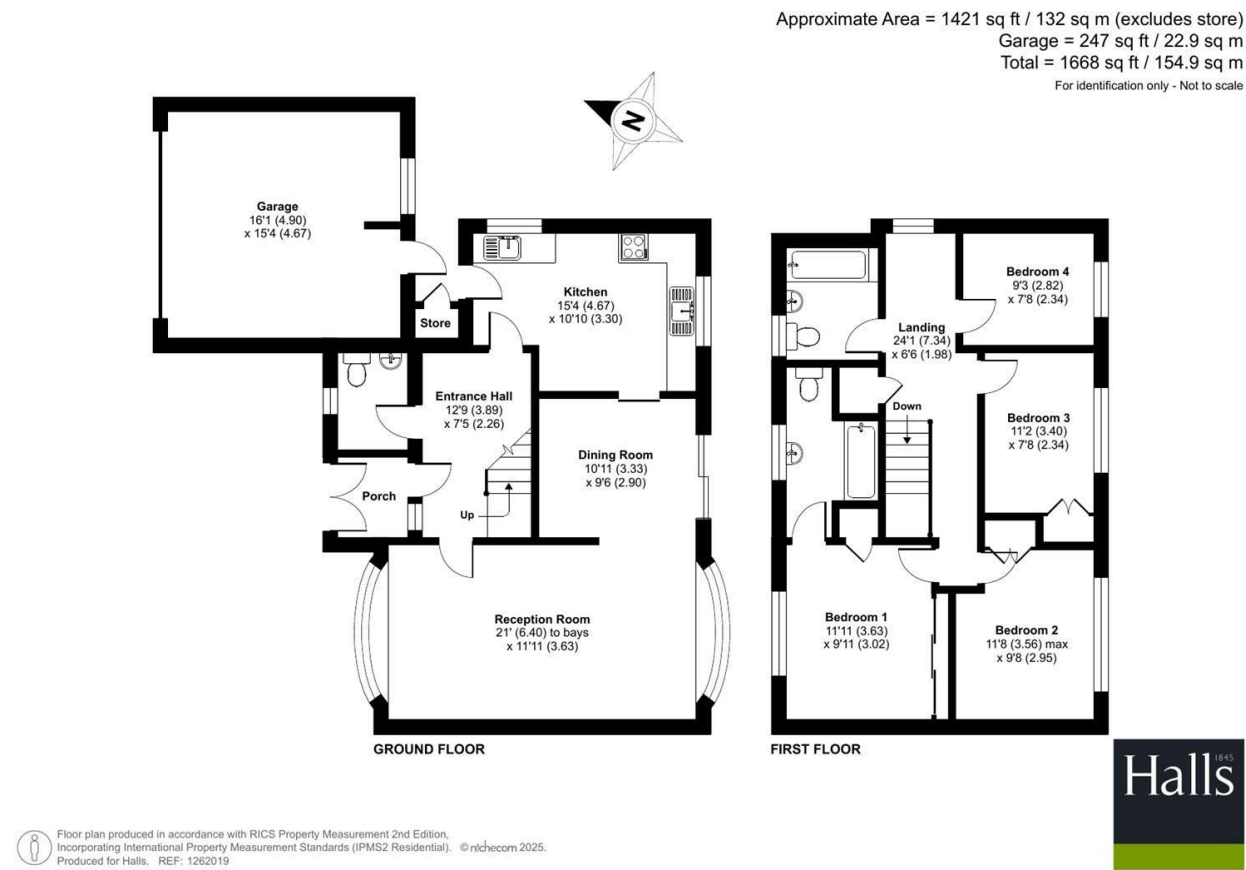 Approximate Area = 1421 sq ft / 132 sq m (excludes store)
Garage = 247 sq ft / 22.9 sq m
Total = 1668 sq ft / 154.9 sq m
For identification only - Not to scale
N
Garage
16'1 (4.90)
x 15'4 (4.67)
Kitchen
15'4 (4.67)
x 10'10 (3.30)
Store
Entrance Hall
12'9 (3.89)
x 7'5 (2.26)
Dining Room
10'11 (3.33)
x 9'6 (2.90)
Porch
Up
Reception Room
21' (6.40) to bays
x 11'11 (3.63)
GROUND FLOOR
Bedroom 4
9'3 (2.82)
x 7'8 (2.34)
Landing
24'1 (7.34)
x 6'6 (1.98)
Down
Bedroom 3
11'2 (3.40)
x 7'8 (2.34)
Bedroom 1
11'11 (3.63)
x 9'11 (3.02)
Bedroom 2
11'8 (3.56) max
x 9'8 (2.95)
FIRST FLOOR
1845
Halls
Floor plan produced in accordance with RICS Property Measurement 2nd Edition,
Incorporating International Property Measurement Standards (IPMS2 Residential). © nichecom 2025.
Produced for Halls. REF: 1262019